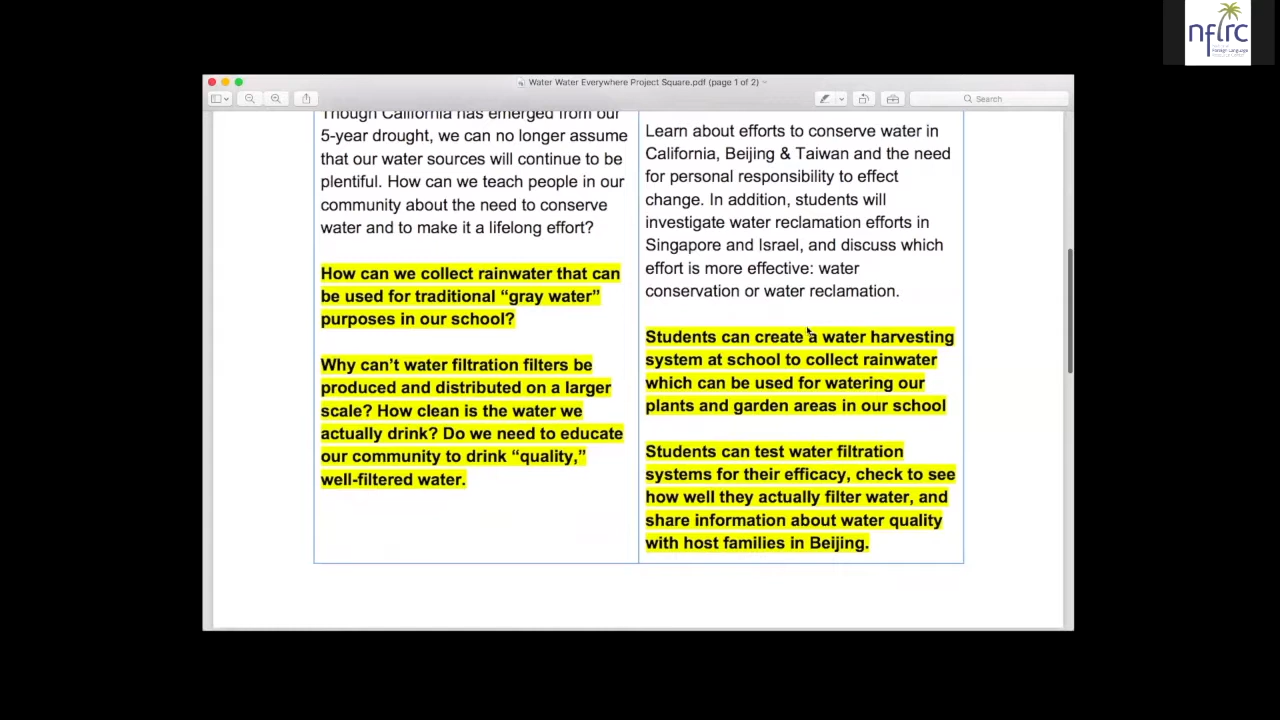 nflrc
Water Water Everywhere Project Square.pdf (page 1 of 2)
Search
Though California has emerged from our
5-year drought, we can no longer assume
that our water sources will continue to be
plentiful. How can we teach people in our
community about the need to conserve
water and to make it a lifelong effort?
How can we collect rainwater that can
be used for traditional “gray water”
purposes in our school?
Why can’t water filtration filters be
produced and distributed on a larger
scale? How clean is the water we
actually drink? Do we need to educate
our community to drink “quality,”
well-filtered water.
Learn about efforts to conserve water in
California, Beijing & Taiwan and the need
for personal responsibility to effect
change. In addition, students will
investigate water reclamation efforts in
Singapore and Israel, and discuss which
effort is more effective: water
conservation or water reclamation.
Students can create a water harvesting
system at school to collect rainwater
which can be used for watering our
plants and garden areas in our school
Students can test water filtration
systems for their efficacy, check to see
how well they actually filter water, and
share information about water quality
with host families in Beijing.